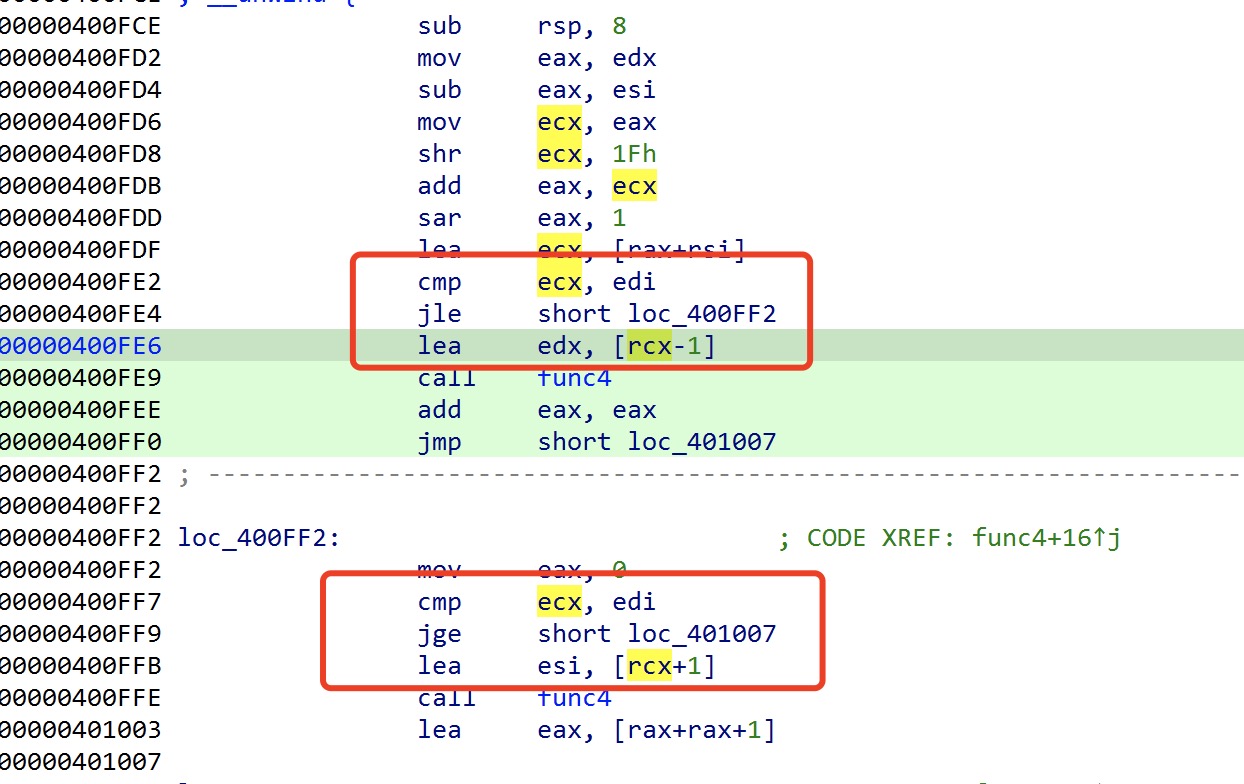 ; __unwind {
00000400FCE sub rsp, 8
00000400FD2 mov eax, edx
00000400FD4 sub eax, esi
00000400FD6 mov ecx, eax
00000400FD8 shr ecx, 1Fh
00000400FDB add eax, ecx
00000400FDD sar eax, 1
00000400FDF lea ecx, [rax+rsi]
00000400FE2 cmp ecx, edi
00000400FE4 jle short loc_400FF2
00000400FE6 lea edx, [rcx-1]
00000400FE9 call func4
00000400FEE add eax, eax
00000400FF0 jmp short loc_401007
00000400FF2 ; ---------------------------------------------------------------------------
00000400FF2
00000400FF2 loc_400FF2: ; CODE XREF: func4+16↑j
00000400FF2 mov eax, 0
00000400FF7 cmp ecx, edi
00000400FF9 jge short loc_401007
00000400FFB lea esi, [rcx+1]
00000400FFE call func4
00000401003 lea eax, [rax+rax+1]
00000401007